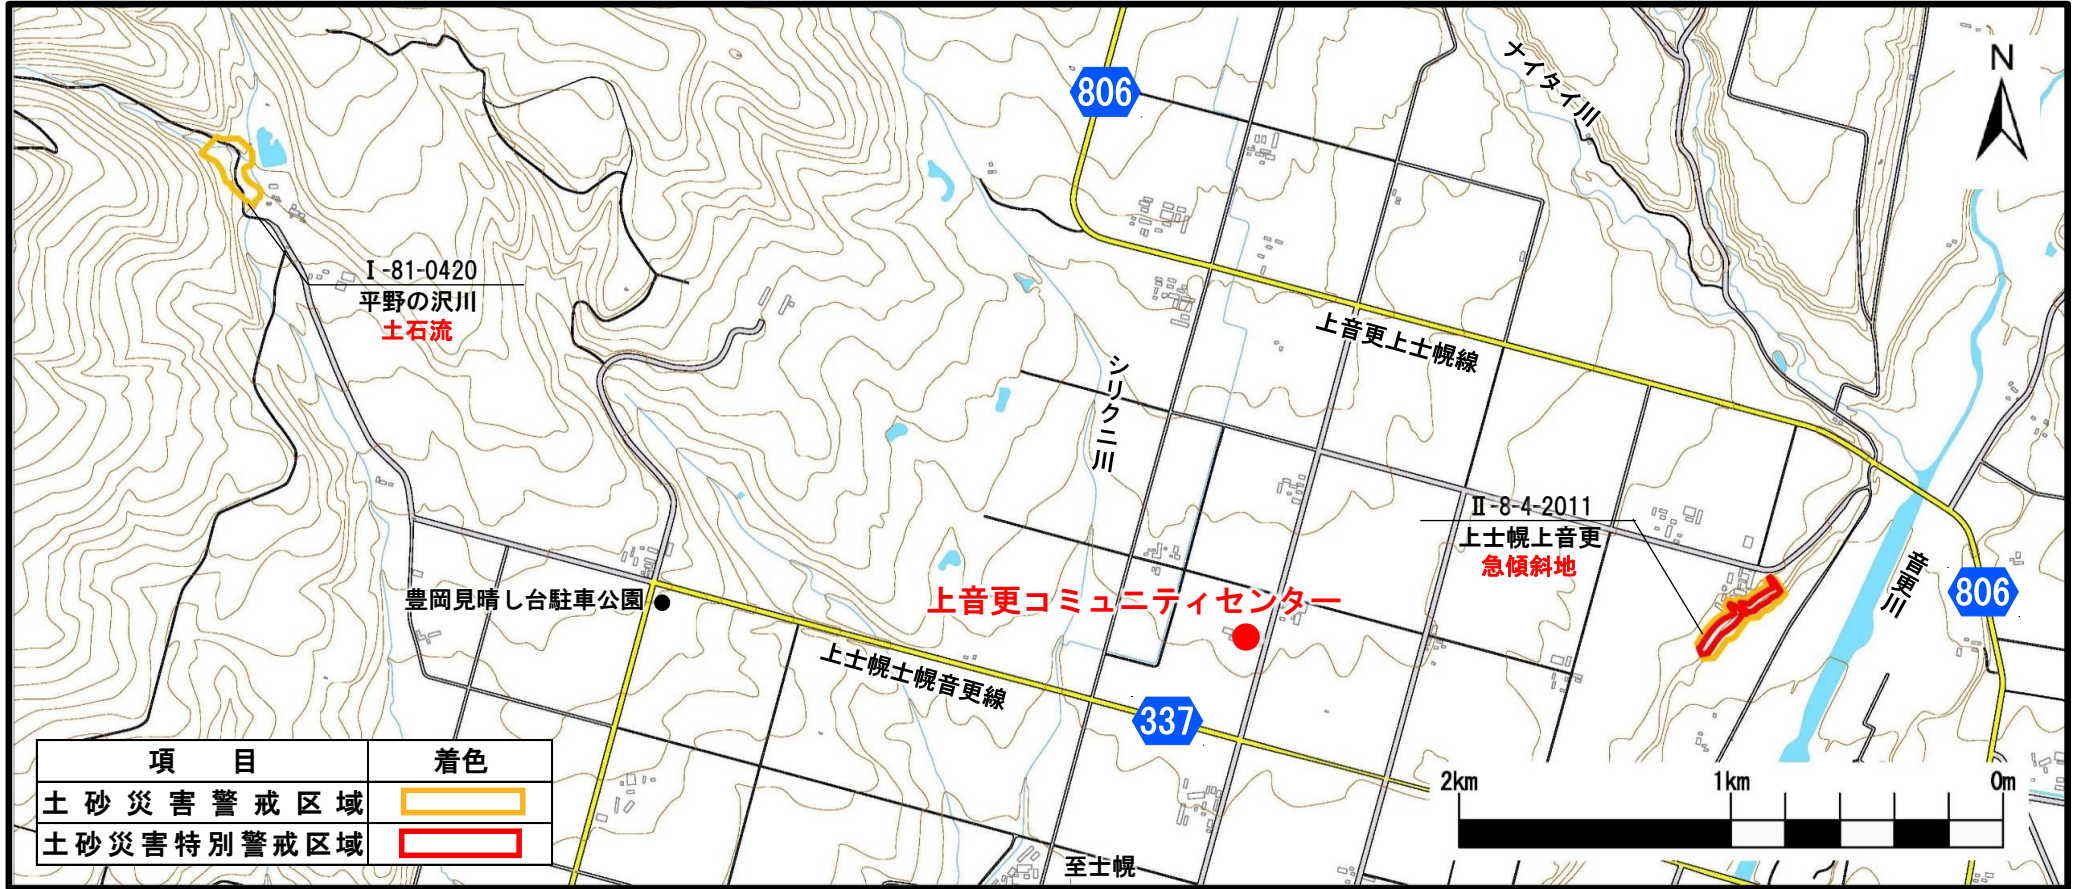 806
ナイタイ川
N
Ⅰ-81-0420
平野の沢川
土石流
上音更上士幌線
シリクニ川
Ⅱ-8-4-2011
上士幌上音更
急傾斜地
音更川
806
豊岡見晴し台駐車公園
上音更コミュニティセンター
上士幌士幌音更線
337
項 目 着色
土砂災害警戒区域
土砂災害特別警戒区域
2km 1km 0m
至士幌